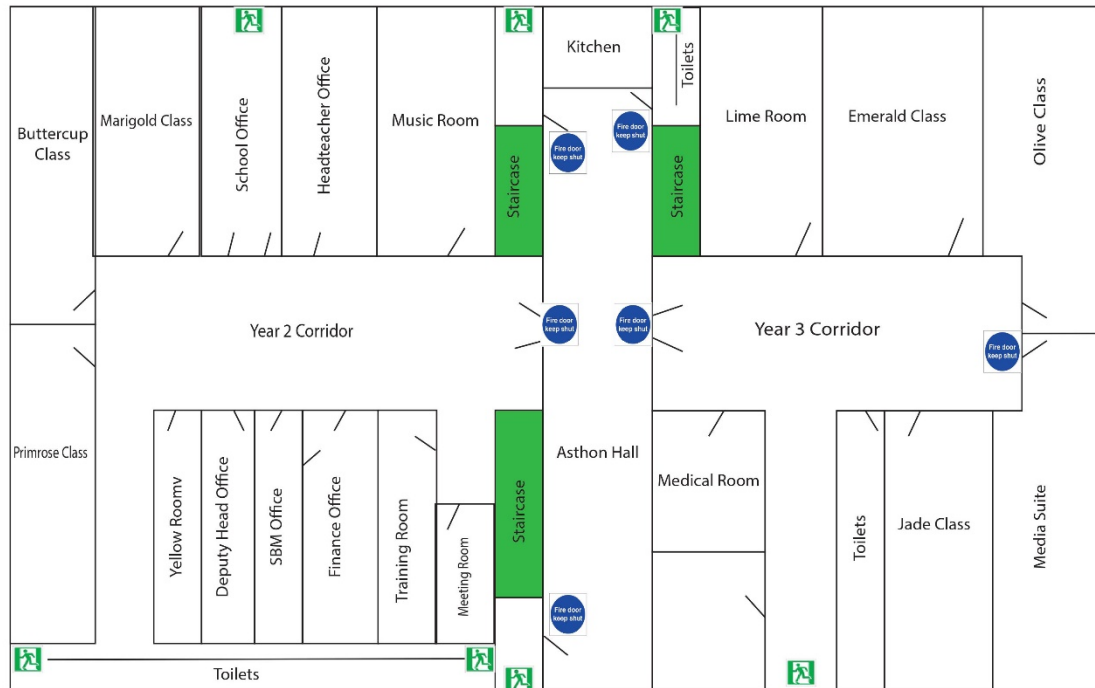 Kitchen
Toilets
Buttercup
Class
Marigold Class
School Office
Headteacher Office
Music Room
Lime Room
Emerald Class
Olive Class
Fire door
keep shut
Fire door
keep shut
Staircase
Staircase
Year 2 Corridor
Fire door
keep shut
Fire door
keep shut
Year 3 Corridor
Fire door
keep shut
Primrose Class
Yellow Roomv
Deputy Head Office
SBM Office
Finance Office
Training Room
Meeting Room
Staircase
Asthon Hall
Medical Room
Toilets
Jade Class
Media Suite
Fire door
keep shut
Toilets